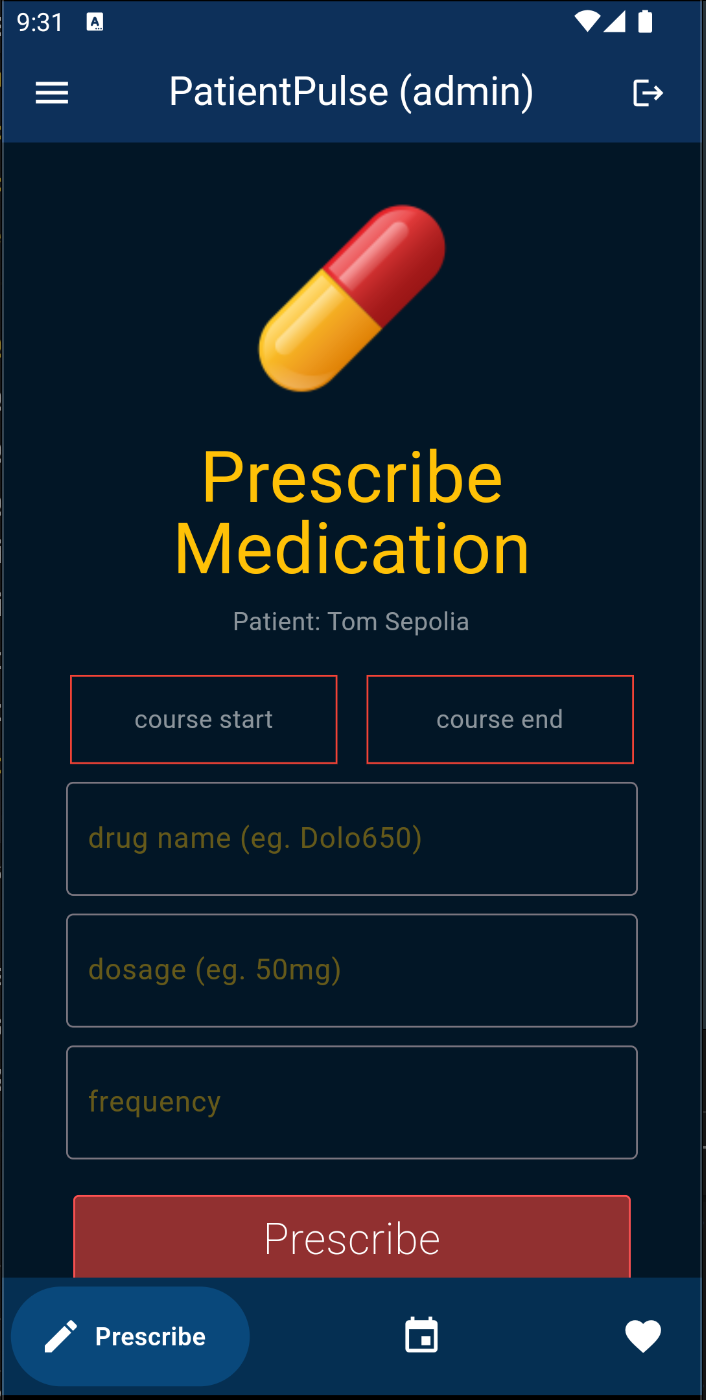 9:31
PatientPulse (admin)
Prescribe
Medication
Patient: Tom Sepolia
course start course end
drug name (eg. Dolo650)
dosage (eg. 50mg)
frequency
Prescribe
Prescribe